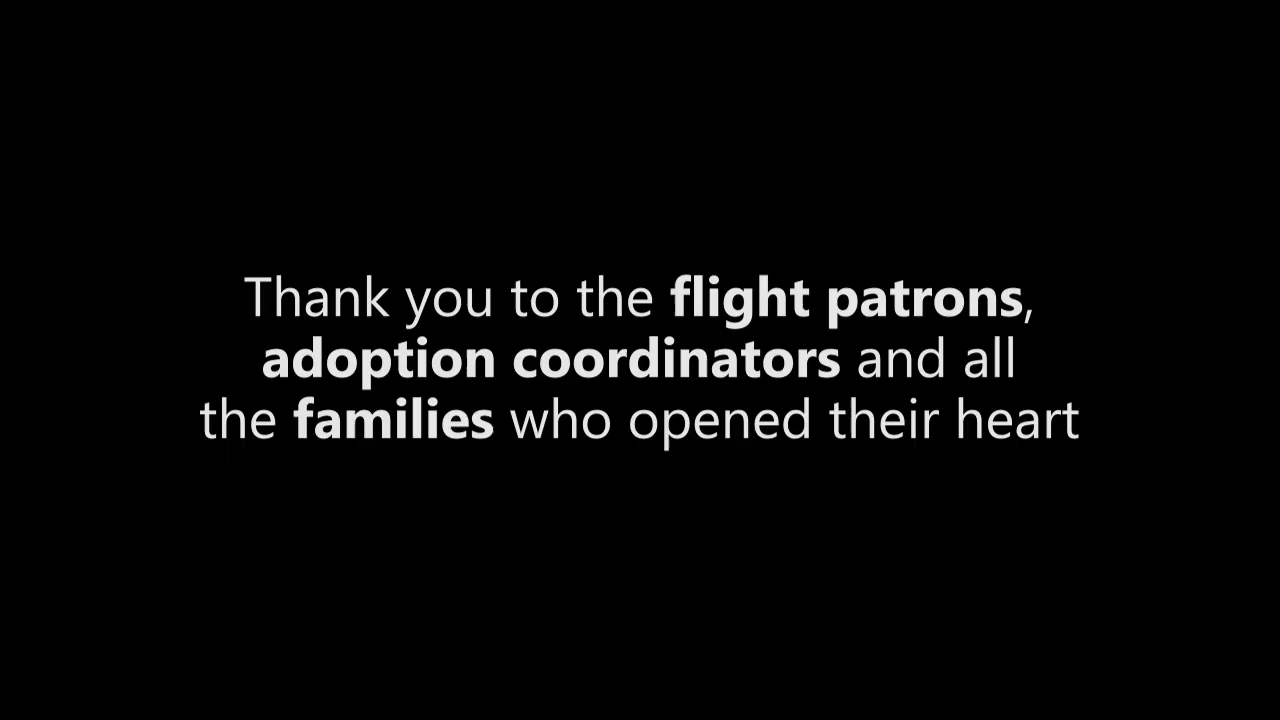 Thank you to the flight patrons,
adoption coordinators and all
the families who opened their heart